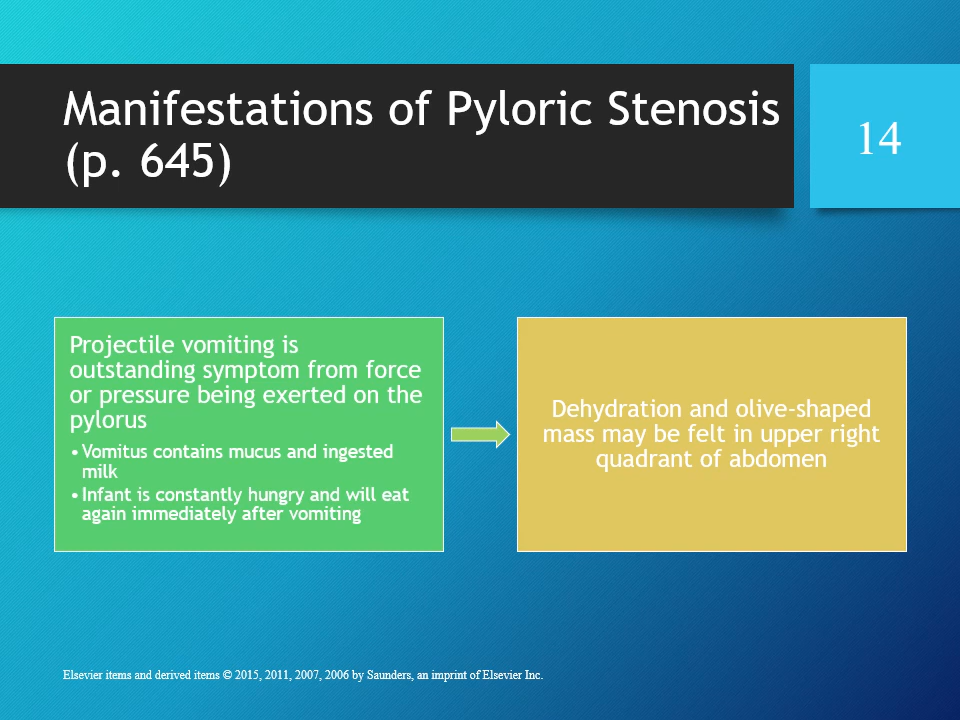 Manifestations of Pyloric Stenosis
(p. 645)
14
Projectile vomiting is
outstanding symptom from force
or pressure being exerted on the
pylorus
• Vomitus contains mucus and ingested
milk
• Infant is constantly hungry and will eat
again immediately after vomiting
Dehydration and olive-shaped
mass may be felt in upper right
quadrant of abdomen
Elsevier items and derived items © 2015, 2011, 2007, 2006 by Saunders, an imprint of Elsevier Inc.